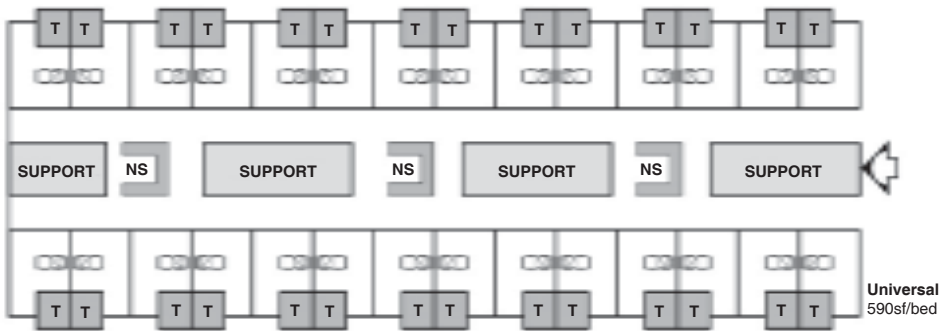 T T T T T T T T T T T T T T
SUPPORT NS SUPPORT NS SUPPORT NS SUPPORT
T T T T T T T T T T T T T T
Universal
590sf/bed